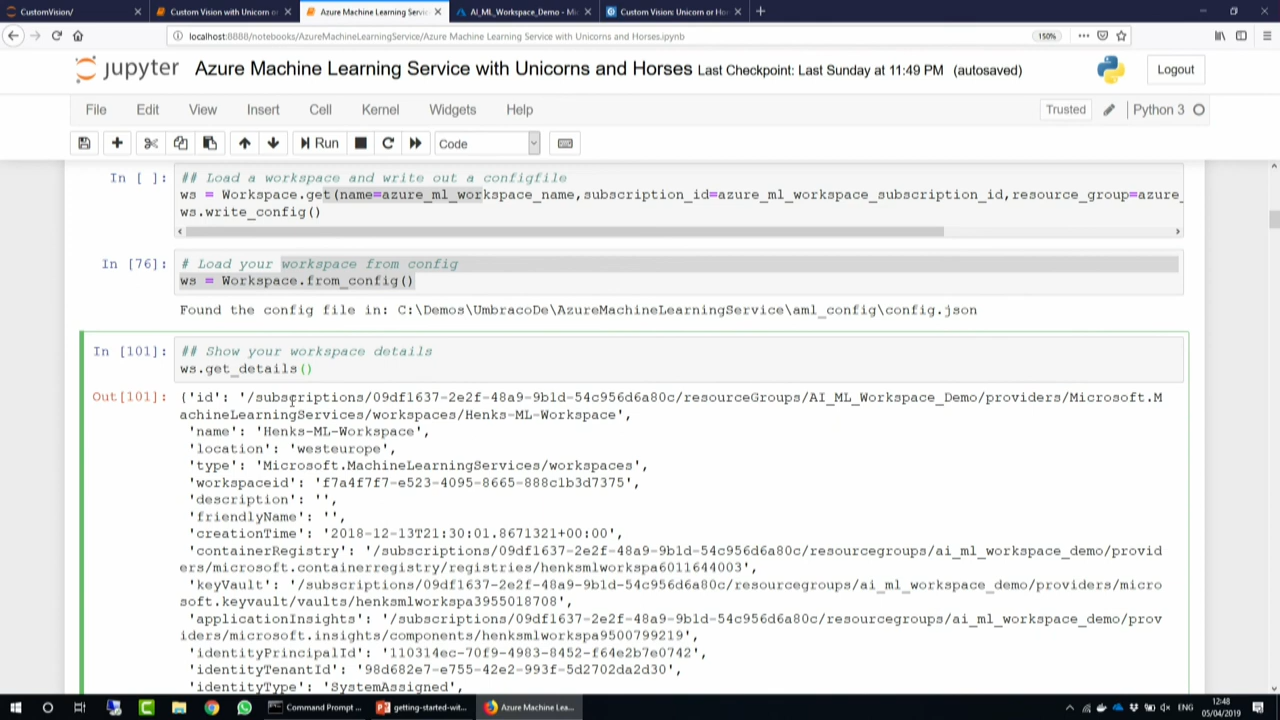 CustomVision/
Custom Vision with Unicorn or
Azure Machine Learning Servic
AI_ML_Workspace_Demo - Mi
Custom Vision: Unicorn or Ho
localhost:8888/notebooks/AzureMachineLearningService/Azure Machine Learning Service with Unicorns and Horses.ipynb
150%
jupyter Azure Machine Learning Service with Unicorns and Horses Last Checkpoint: Last Sunday at 11:49 PM (autosaved)
Logout
File Edit View Insert Cell Kernel Widgets Help
Trusted Python 3
Run Code
In [ ]: ## Load a workspace and write out a configfile
ws = Workspace.get(name=azure_ml_workspace_name,subscription_id=azure_ml_workspace_subscription_id,resource_group=azure_
ws.write_config()
In [76]: # Load your workspace from config
ws = Workspace.from_config()
Found the config file in: C:\Demos\UmbracoDe\AzureMachineLearningService\aml_config\config.json
In [101]: ## Show your workspace details
ws.get_details()
Out[101]: {'id': '/subscriptions/09df1637-2e2f-48a9-9b1d-54c956d6a80c/resourceGroups/AI_ML_Workspace_Demo/providers/Microsoft.M
achineLearningServices/workspaces/Henks-ML-Workspace',
'name': 'Henks-ML-Workspace',
'location': 'westeurope',
'type': 'Microsoft.MachineLearningServices/workspaces',
'workspaceid': 'f7a4f7f7-e523-4095-8665-888c1b3d7375',
'description': '',
'friendlyName': '',
'creationTime': '2018-12-13T21:30:01.8671321+00:00',
'containerRegistry': '/subscriptions/09df1637-2e2f-48a9-9b1d-54c956d6a80c/resourcegroups/ai_ml_workspace_demo/provid
ers/microsoft.containerregistry/registries/henksmlworkspa6011644003',
'keyVault': '/subscriptions/09df1637-2e2f-48a9-9b1d-54c956d6a80c/resourcegroups/ai_ml_workspace_demo/providers/micro
soft.keyvault/vaults/henksmlworkspa3955018708',
'applicationInsights': '/subscriptions/09df1637-2e2f-48a9-9b1d-54c956d6a80c/resourcegroups/ai_ml_workspace_demo/prov
iders/microsoft.insights/components/henksmlworkspa9500799219',
'identityPrincipalId': '110314ec-70f9-4983-8452-f64e2b7e0742',
'identityTenantId': '98d682e7-e755-42e2-993f-5d2702da2d30',
'identityType': 'SystemAssigned',
Command Prompt ...
getting-started-wit...
Azure Machine Lea...
ENG
12:48
05/04/2019